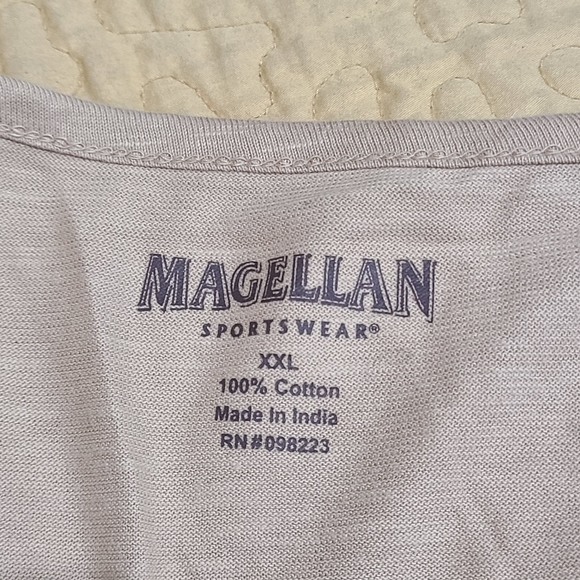 MAGELLAN
SPORTSWEAR®
XXL
100% Cotton
Made In India
RN#098223